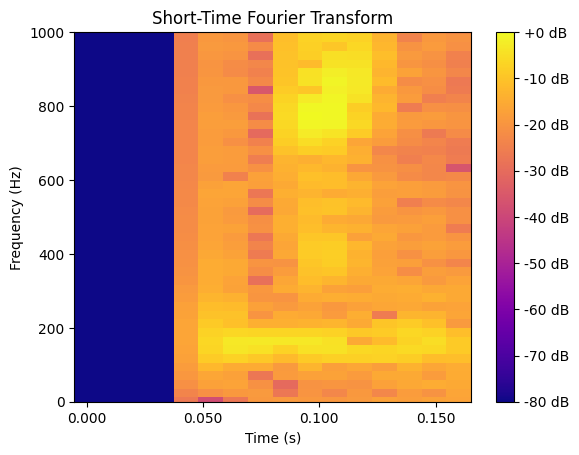 Short-Time Fourier Transform
1000
800
600
400
200
0
Frequency (Hz)
0.000
0.050
0.100
0.150
Time (s)
+0 dB
-10 dB
-20 dB
-30 dB
-40 dB
-50 dB
-60 dB
-70 dB
-80 dB